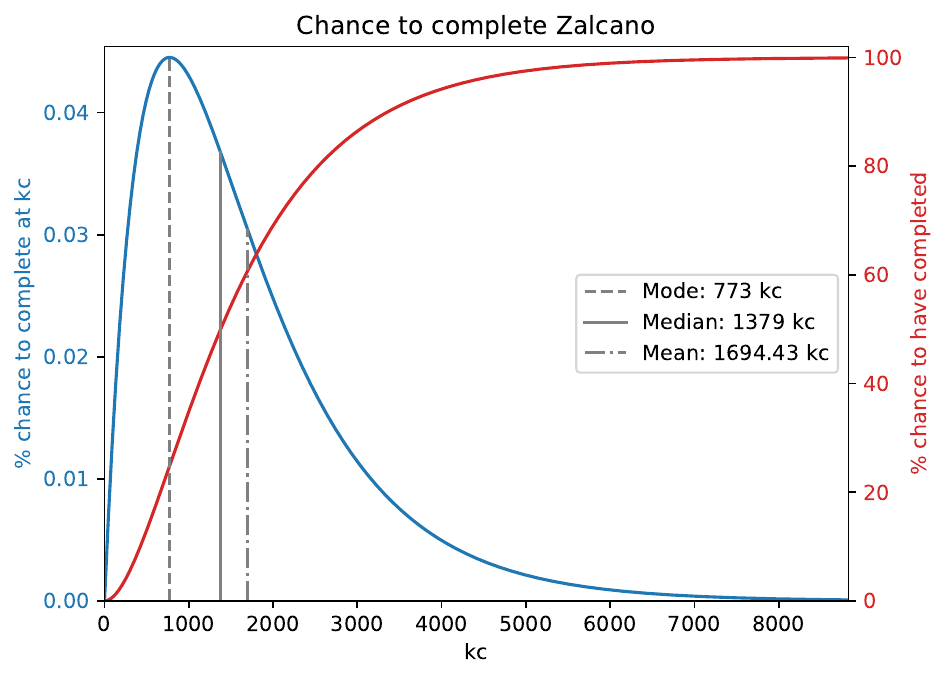 Chance to complete Zalcano
% chance to complete at kc
0.04
0.03
0.02
0.01
0.00
100
80
60
40
20
0
% chance to have completed
Mode: 773 kc
Median: 1379 kc
Mean: 1694.43 kc
0 1000 2000 3000 4000 5000 6000 7000 8000
kc